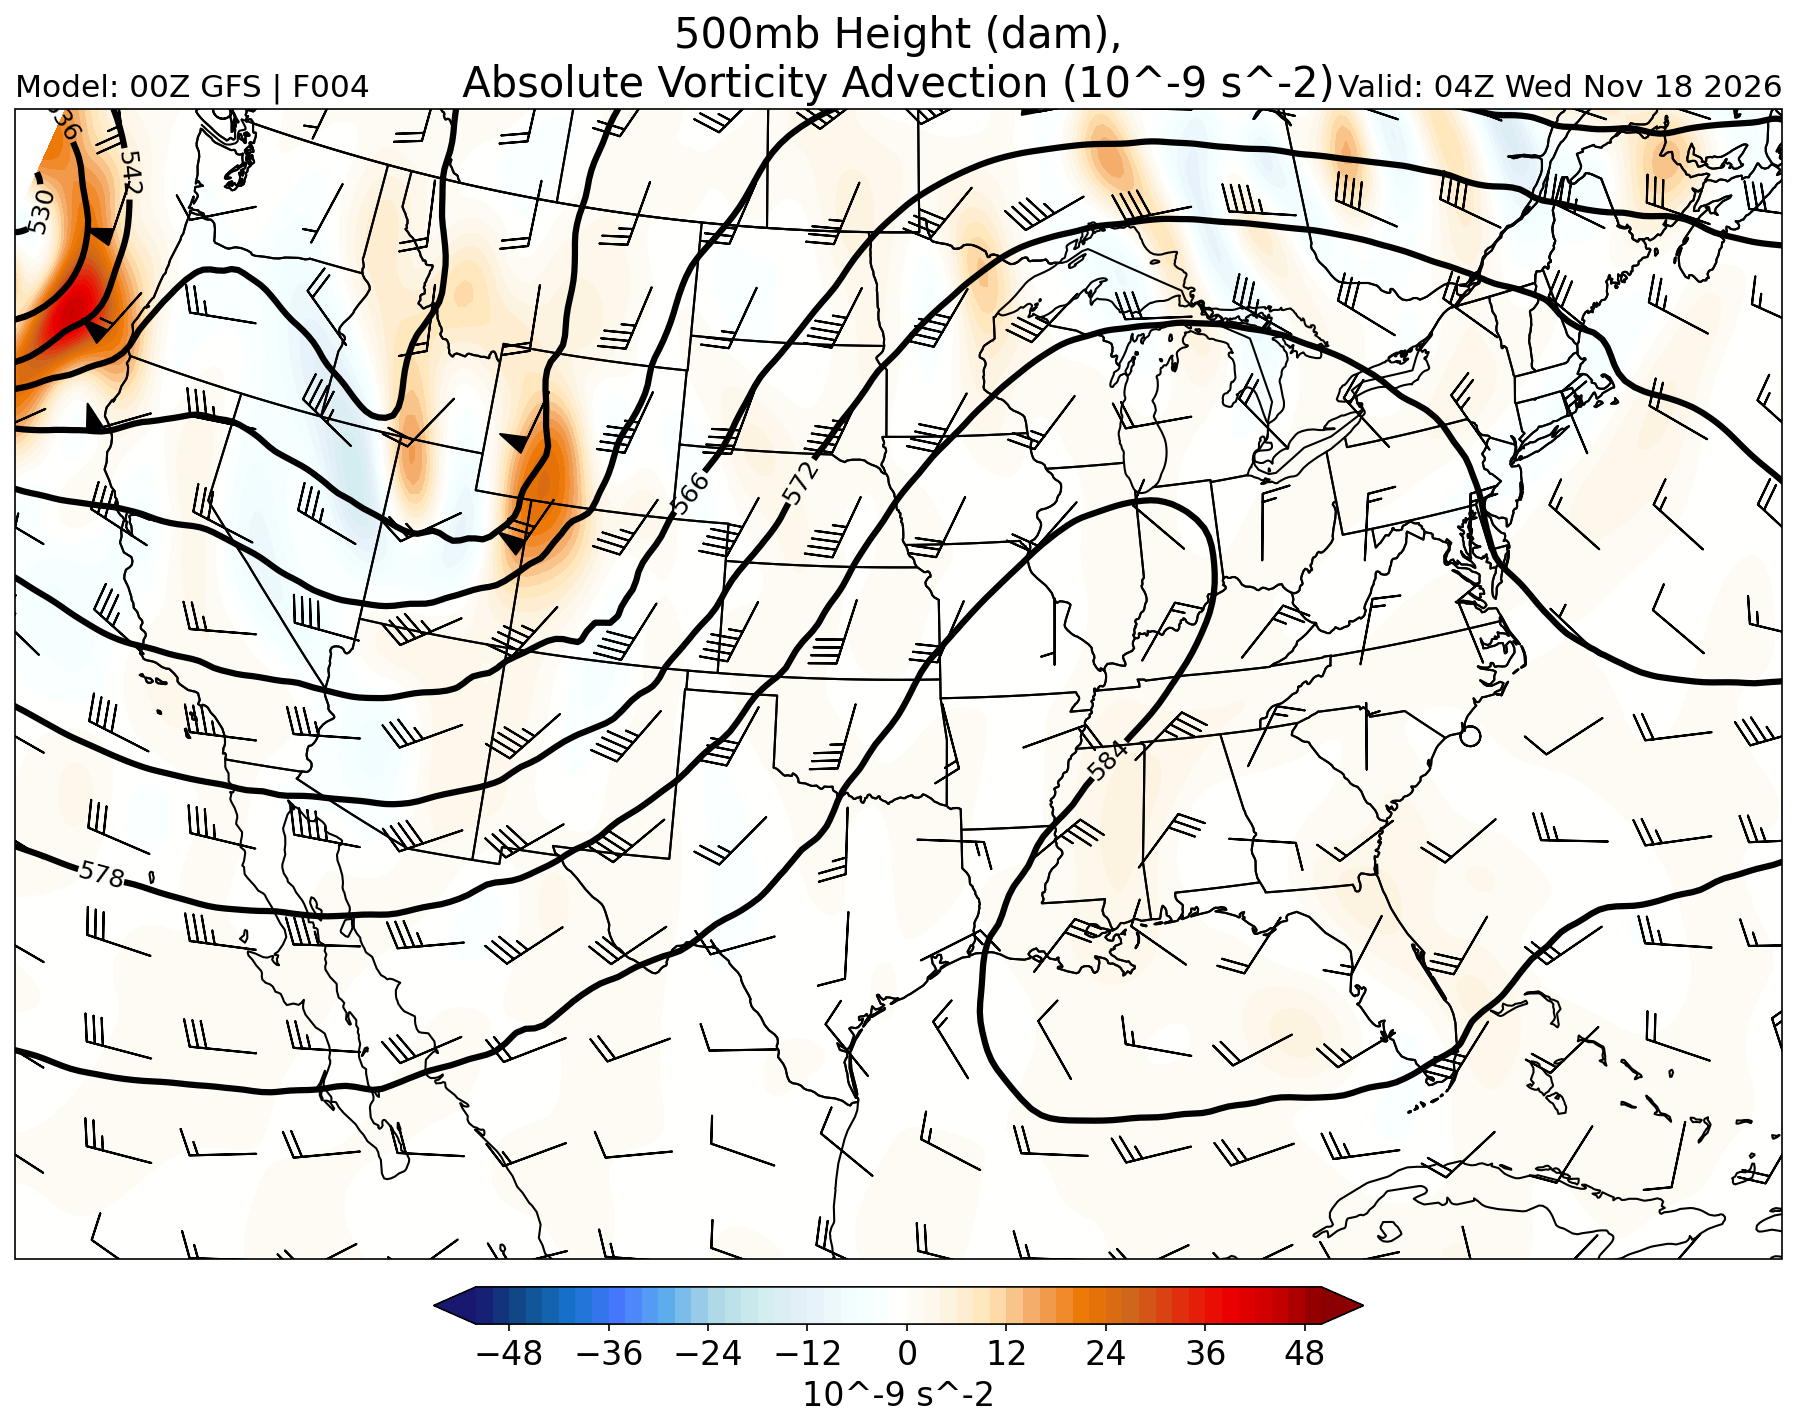 500mb Height (dam),
Model: 00Z GFS | F004
Absolute Vorticity Advection (10^-9 s^-2)
Valid: 04Z Wed Nov 18 2026
542
530
566
572
584
578
−48 −36 −24 −12 0 12 24 36 48
10^-9 s^-2